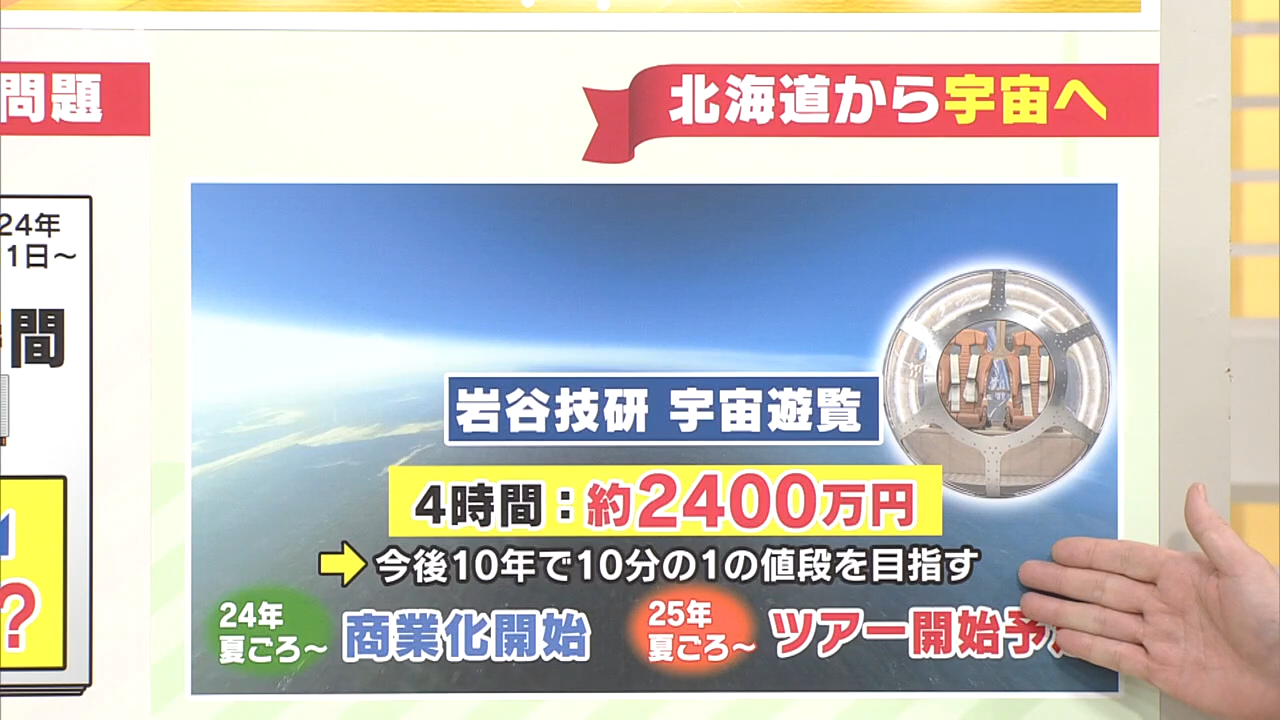 問題
北海道から宇宙へ
24年
1日～
間
?
岩谷技研 宇宙遊覧
4時間：約2400万円
今後10年で10分の1の値段を目指す
24年
夏ごろ～
商業化開始
25年
夏ごろ～
ツアー開始予